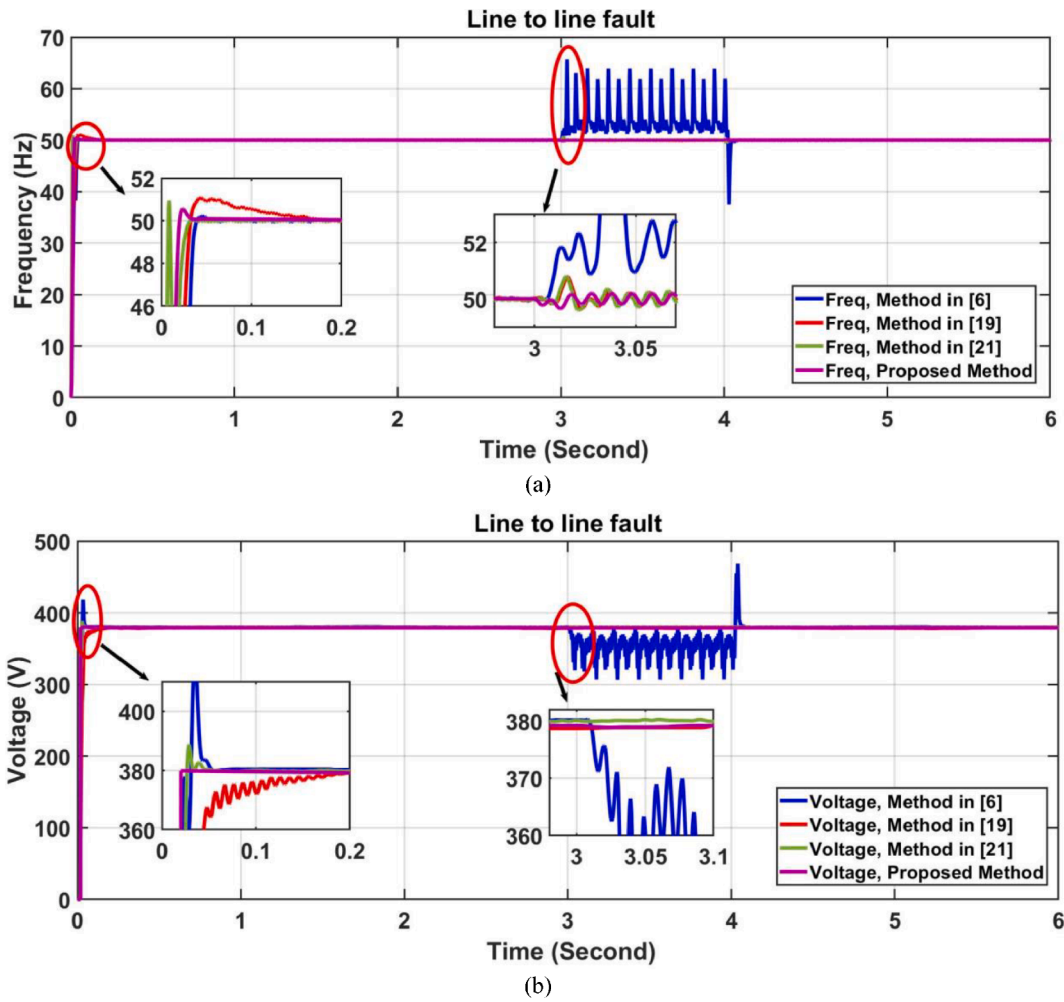 Line to line fault
Frequency (Hz)
70
60
50
40
30
20
10
0
52
50
48
46
0 0.1 0.2
52
50
3 3.05
Freq, Method in [6]
Freq, Method in [19]
Freq, Method in [21]
Freq, Proposed Method
0 1 2 3 4 5 6
Time (Second)
(a)
Line to line fault
Voltage (V)
500
400
300
200
100
0
400
380
360
0 0.1 0.2
380
370
360
3 3.05 3.1
Voltage, Method in [6]
Voltage, Method in [19]
Voltage, Method in [21]
Voltage, Proposed Method
0 1 2 3 4 5 6
Time (Second)
(b)